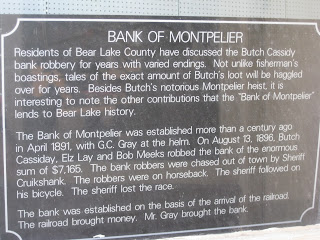 BANK OF MONTPELIER
Residents of Bear Lake County have discussed the Butch Cassidy
bank robbery for years with varied endings. Not unlike fisherman's
boastings, tales of the exact amount of Butch's loot will be haggled
over for years. Besides Butch's notorious Montpelier heist, it is
interesting to note the other contributions that the "Bank of Montpelier"
lends to Bear Lake history.
The Bank of Montpelier was established more than a century ago
in April 1891, with G.C. Gray at the helm. On August 13, 1896, Butch
Cassiday, Elz Lay and Bob Meeks robbed the bank of the enormous
sum of $7,165. The bank robbers were chased out of town by Sheriff
Cruikshank. The robbers were on horseback. The sheriff followed on
his bicycle. The sheriff lost the race.
The bank was established on the basis of the arrival of the railroad.
The railroad brought money. Mr. Gray brought the bank.